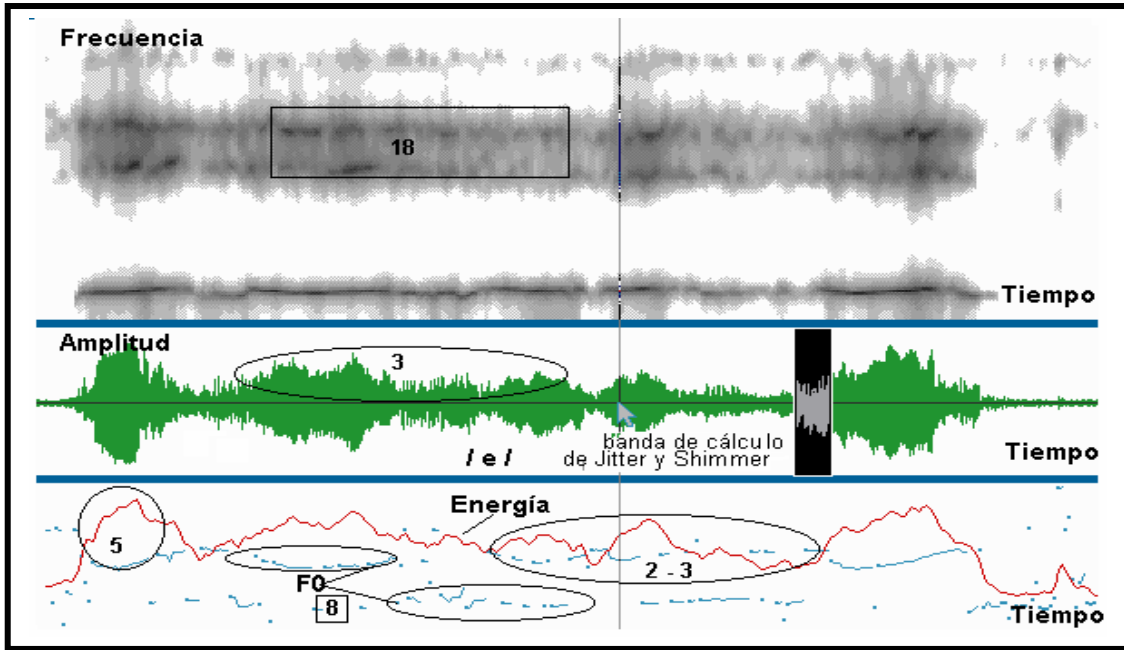 Frecuencia
18
Tiempo
Amplitud
3
/ e /
banda de cálculo
de Jitter y Shimmer
Tiempo
Energía
5
2 - 3
F0
8
Tiempo